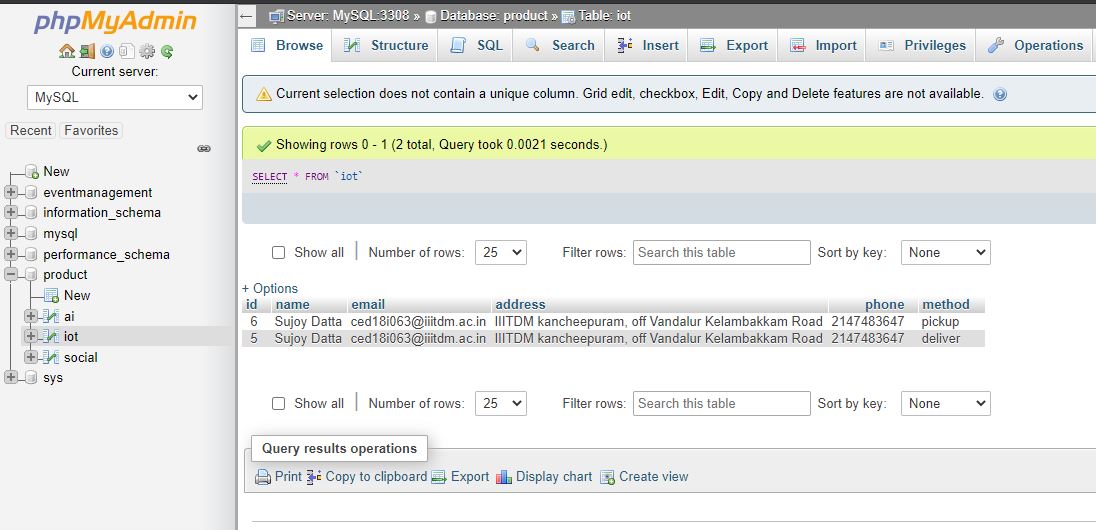 phpMyAdmin
Current server:
MySQL
Recent Favorites
New
eventmanagement
information_schema
mysql
performance_schema
product
New
ai
iot
social
sys
Server: MySQL:3308 » Database: product » Table: iot
Browse Structure SQL Search Insert Export Import Privileges Operations
Current selection does not contain a unique column. Grid edit, checkbox, Edit, Copy and Delete features are not available.
Showing rows 0 - 1 (2 total, Query took 0.0021 seconds.)
SELECT * FROM `iot`
Show all Number of rows: 25 Filter rows: Search this table Sort by key: None
+ Options
id name email address phone method
6 Sujoy Datta ced18i063@iiitdm.ac.in IIITDM kancheepuram, off Vandalur Kelambakkam Road 2147483647 pickup
5 Sujoy Datta ced18i063@iiitdm.ac.in IIITDM kancheepuram, off Vandalur Kelambakkam Road 2147483647 deliver
Show all Number of rows: 25 Filter rows: Search this table Sort by key: None
Query results operations
Print Copy to clipboard Export Display chart Create view